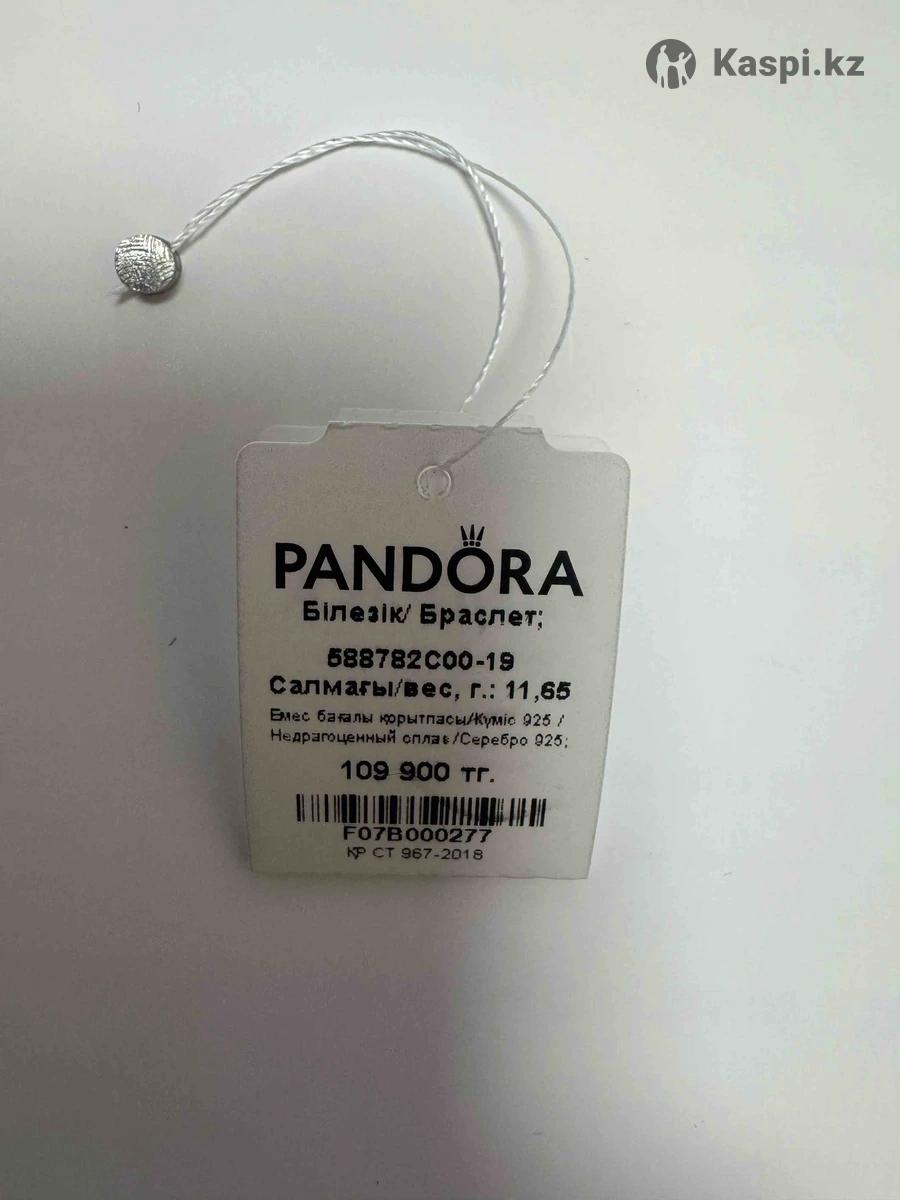 Kaspi.kz
PANDORA
Білезік/ Браслет;
588782C00-19
Салмағы/вес, г.: 11,65
Емес бағалы қорытпасы/Күміс 925 /
Недрагоценный сплав/Серебро 925;
109 900 тг.
F07B000277
ҚР СТ 967-2018